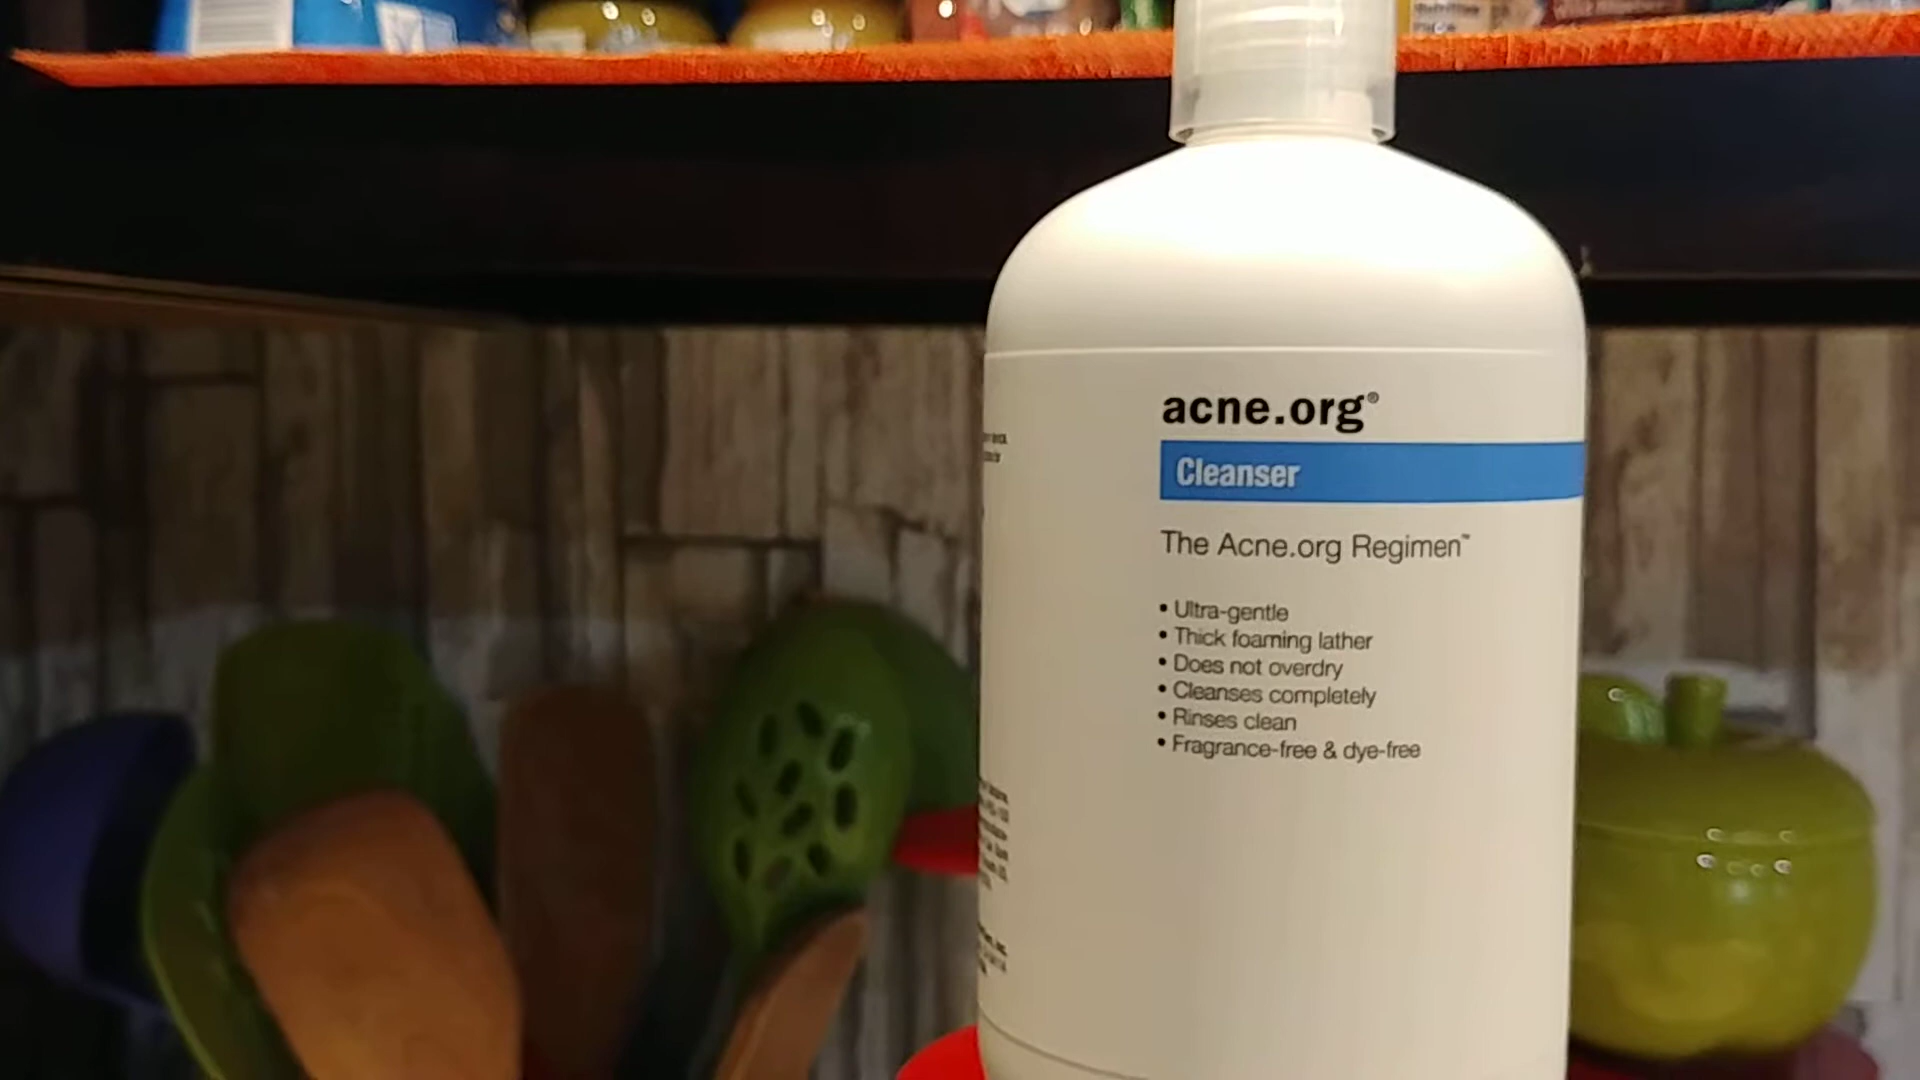 acne.org®
Cleanser
The Acne.org Regimen™
• Ultra-gentle
• Thick foaming lather
• Does not overdry
• Cleanses completely
• Rinses clean
• Fragrance-free & dye-free